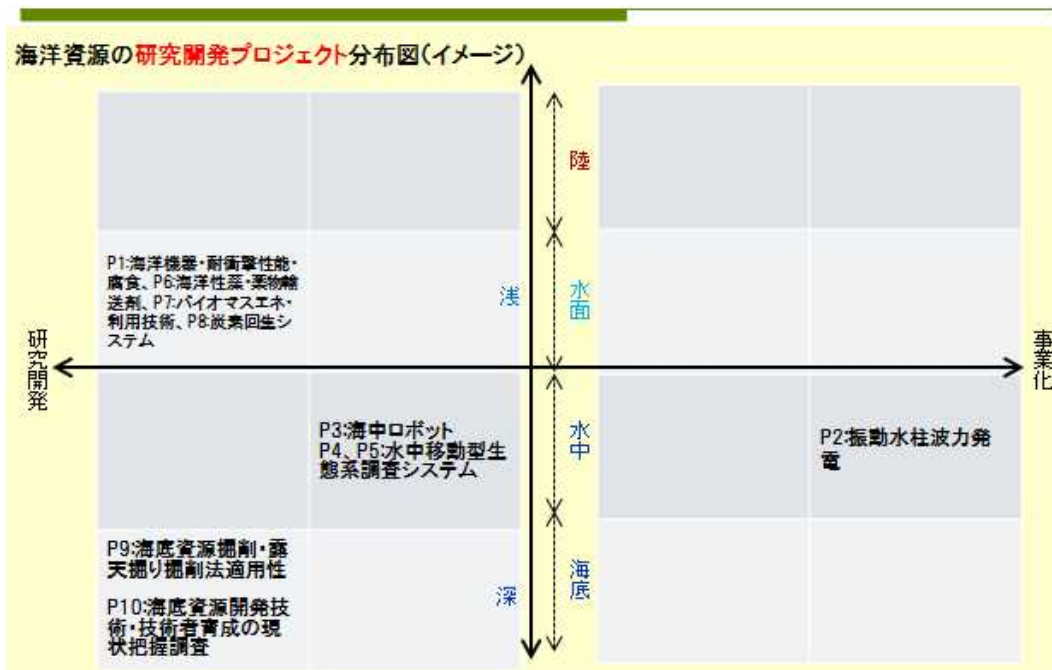 海洋資源の研究開発プロジェクト分布図(イメージ)
陸
P1:海洋機器・耐衝撃性能・
腐食、P6:海洋性藻・薬物輸
送剤、P7:バイオマスエネ・
利用技術、P8:炭素回生シ
ステム
浅
水面
研究開発
事業化
P3:海中ロボット
P4、P5:水中移動型生
態系調査システム
水中
P2:振動水柱波力発
電
P9:海底資源掘削・露
天掘り掘削法適用性
P10:海底資源開発技
術・技術者育成の現
状把握調査
深
海底